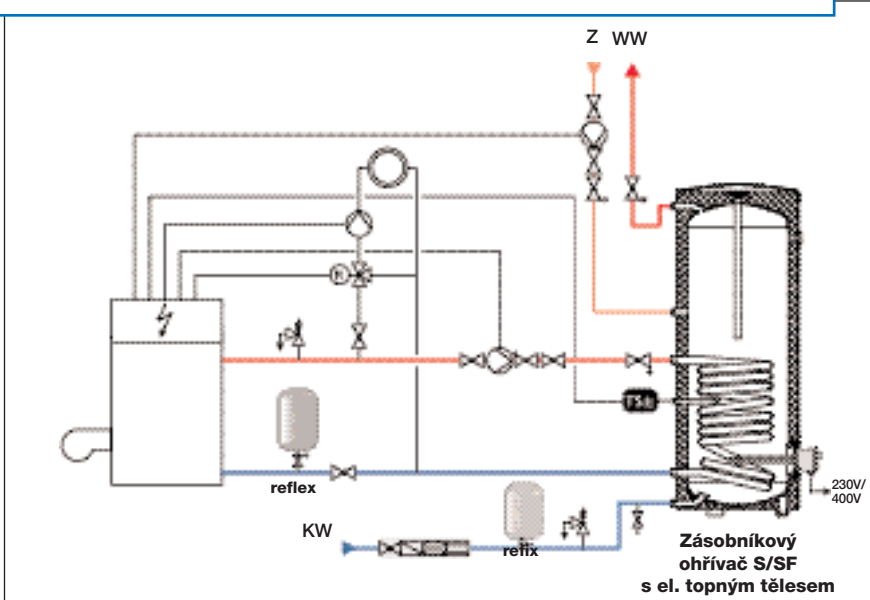 Z WW
reflex
KW
refix
230V/
400V
Zásobníkový
ohřívač S/SF
s el. topným tělesem